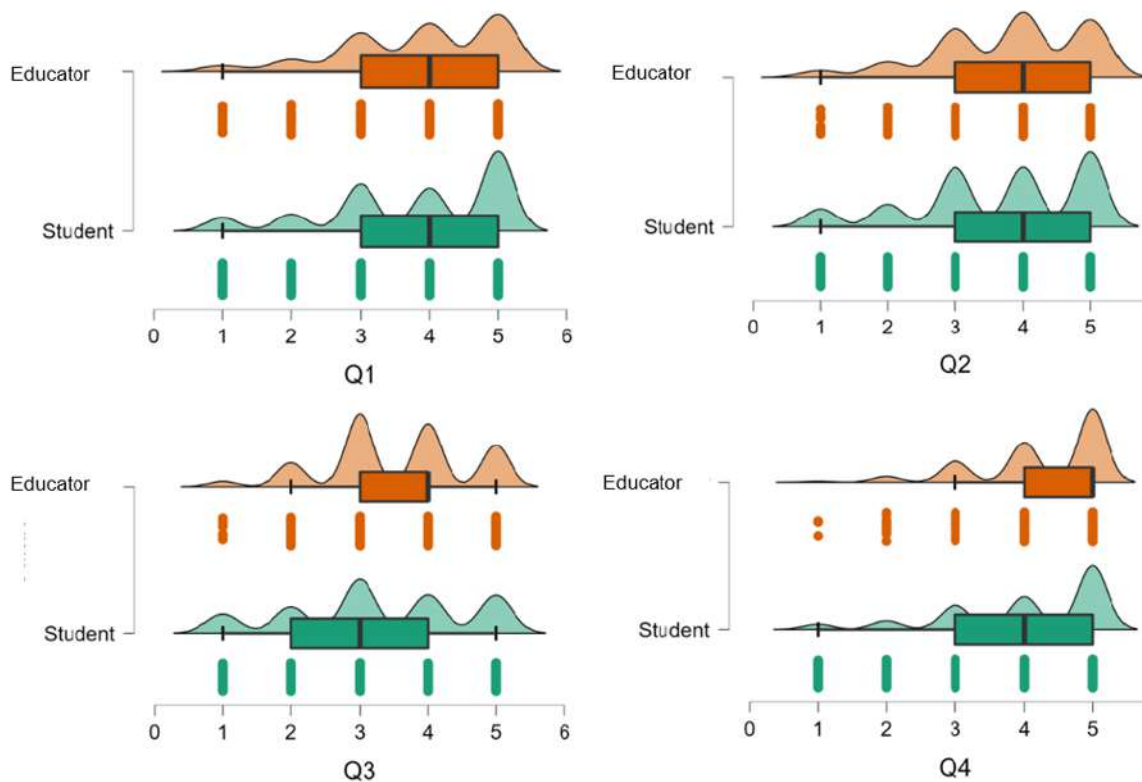 Educator
Student
0 1 2 3 4 5 6
Q1
Educator
Student
0 1 2 3 4 5
Q2
Educator
Student
0 1 2 3 4 5 6
Q3
Educator
Student
0 1 2 3 4 5
Q4